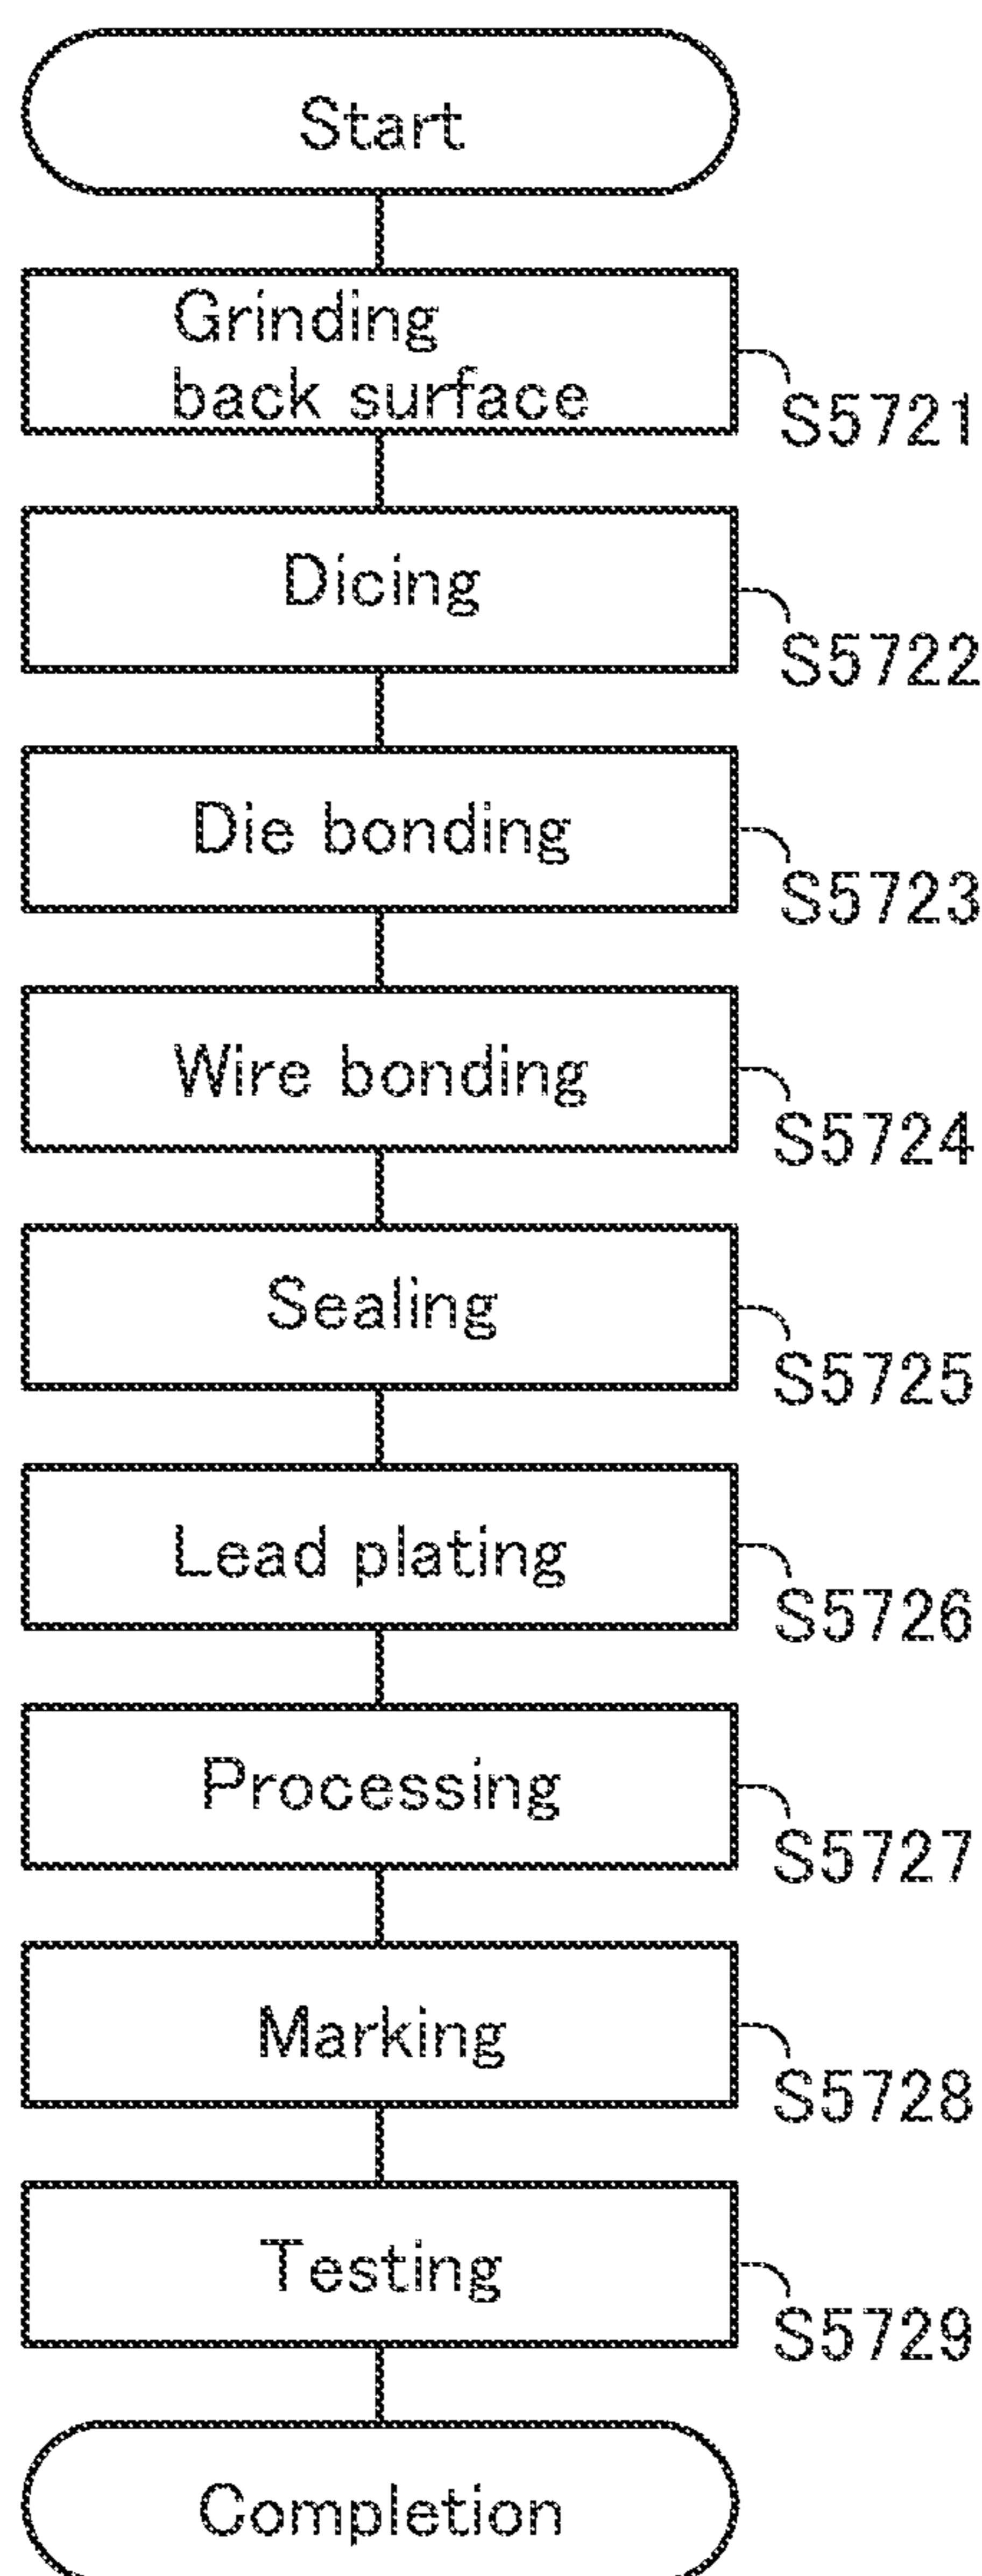 Start
Grinding
back surface
S5721
Dicing
S5722
Die bonding
S5723
Wire bonding
S5724
Sealing
S5725
Lead plating
S5726
Processing
S5727
Marking
S5728
Testing
S5729
Completion